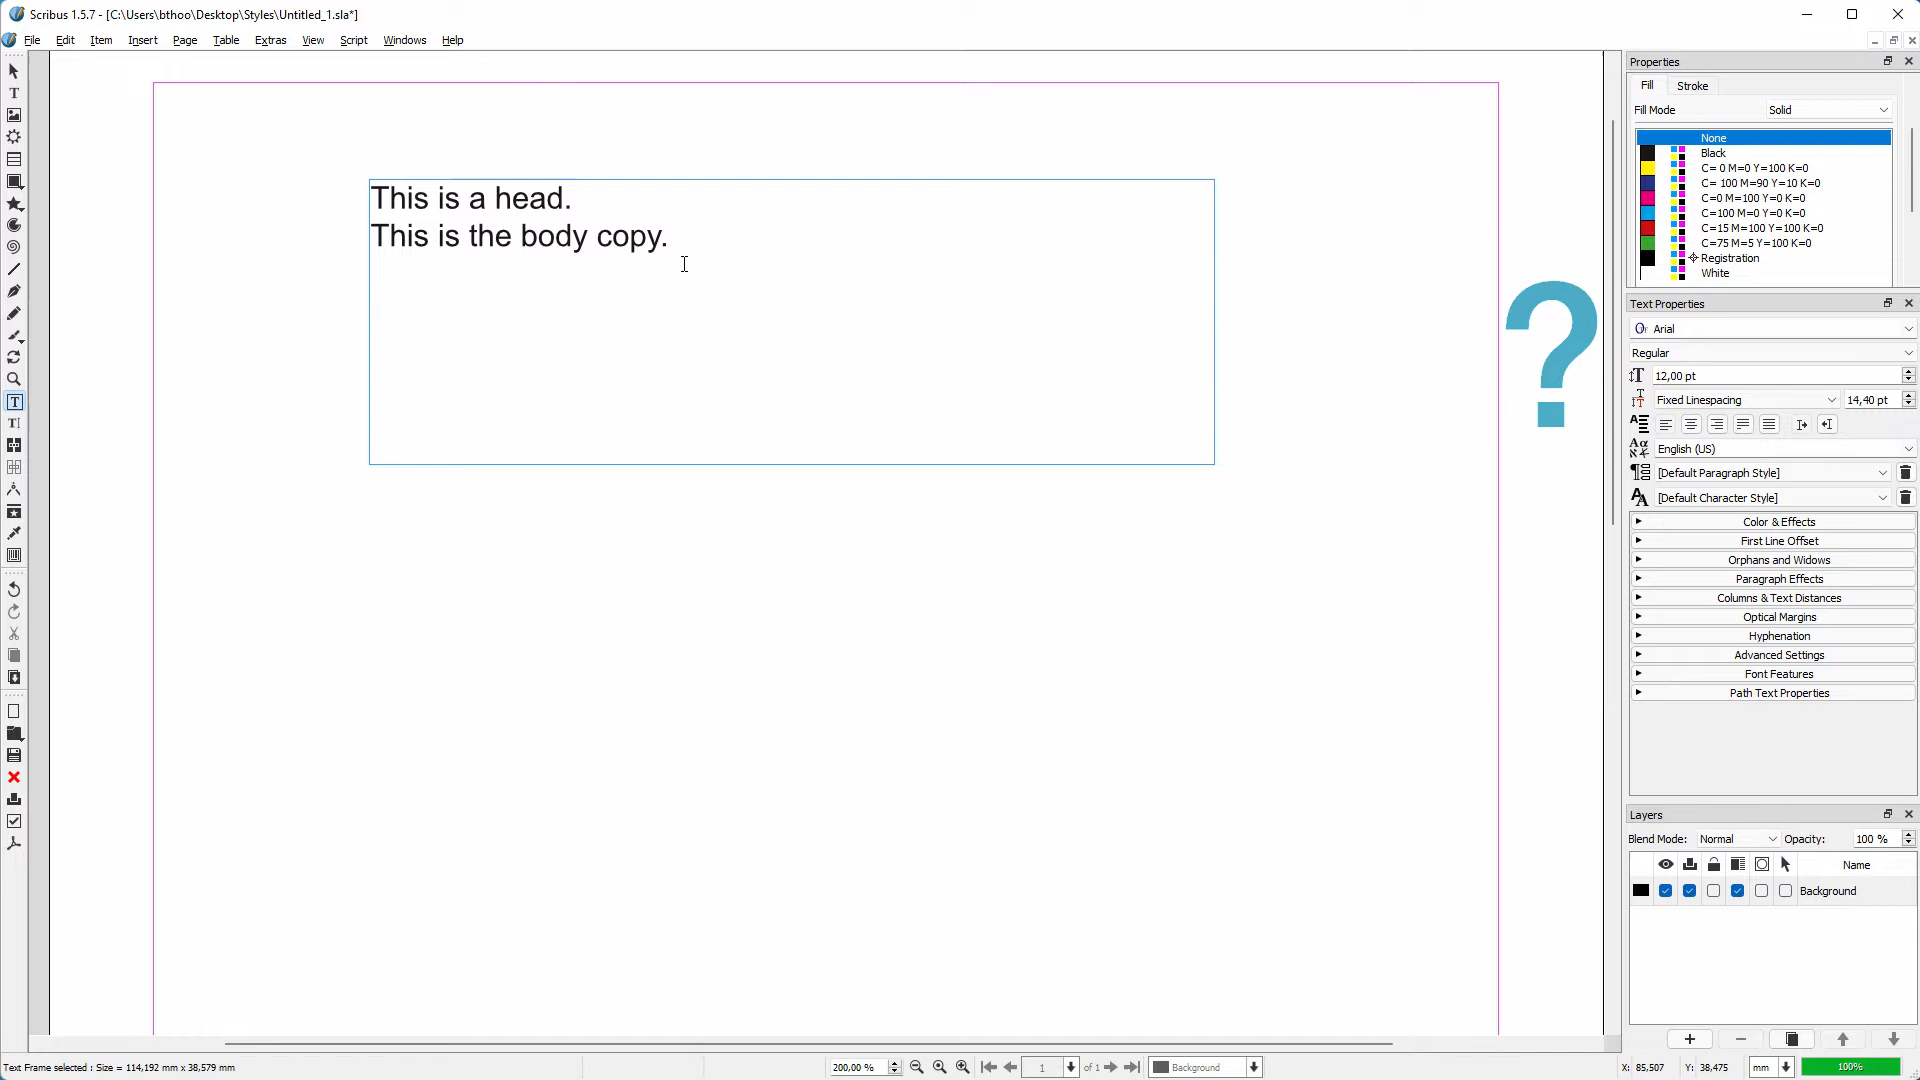 Scribus 1.5.7 - [C:\Users\bthoo\Desktop\Styles\Untitled_1.sla*]
File Edit Item Insert Page Table Extras View Script Windows Help
This is a head.
This is the body copy.
?
Properties
Fill Stroke
Fill Mode Solid
None
Black
C= 0 M=0 Y=100 K=0
C= 100 M=90 Y=10 K=0
C=0 M=100 Y=0 K=0
C=100 M=0 Y=0 K=0
C=15 M=100 Y=100 K=0
C=75 M=5 Y=100 K=0
Registration
White
Text Properties
Arial
Regular
12,00 pt
Fixed Linespacing 14,40 pt
English (US)
[Default Paragraph Style]
[Default Character Style]
Color & Effects
First Line Offset
Orphans and Widows
Paragraph Effects
Columns & Text Distances
Optical Margins
Hyphenation
Advanced Settings
Font Features
Path Text Properties
Layers
Blend Mode: Normal Opacity: 100 %
Name
Background
Text Frame selected : Size = 114,192 mm x 38,579 mm 200,00 % 1 of 1 Background X: 85,507 Y: 38,475 mm 100%